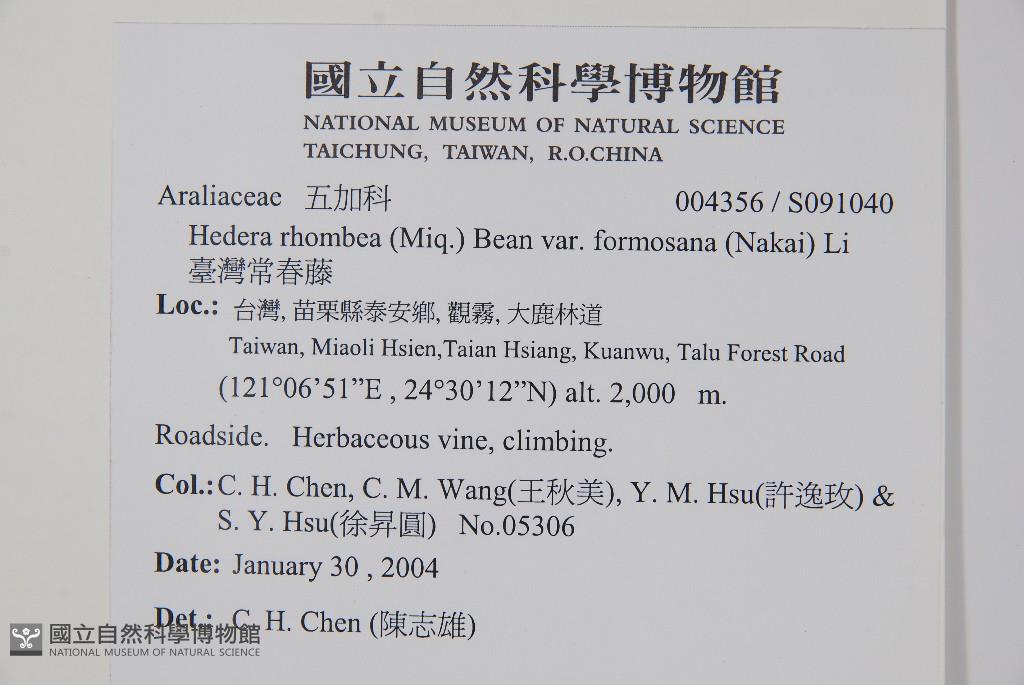 國立自然科學博物館
NATIONAL MUSEUM OF NATURAL SCIENCE
TAICHUNG, TAIWAN, R.O.CHINA
Araliaceae 五加科 004356 / S091040
Hedera rhombea (Miq.) Bean var. formosana (Nakai) Li
臺灣常春藤
Loc.: 台灣, 苗栗縣泰安鄉, 觀霧, 大鹿林道
Taiwan, Miaoli Hsien,Taian Hsiang, Kuanwu, Talu Forest Road
(121°06’51”E , 24°30’12”N) alt. 2,000 m.
Roadside. Herbaceous vine, climbing.
Col.: C. H. Chen, C. M. Wang(王秋美), Y. M. Hsu(許逸玫) &
S. Y. Hsu(徐昇圓) No.05306
Date: January 30 , 2004
Det.: C. H. Chen (陳志雄)
國立自然科學博物館
NATIONAL MUSEUM OF NATURAL SCIENCE